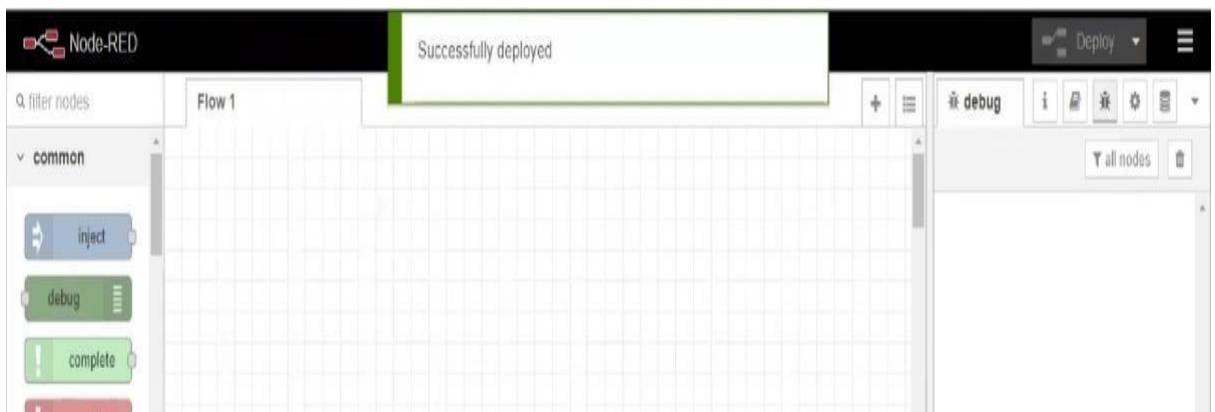 Node-RED
Successfully deployed
Deploy
filter nodes
Flow 1
debug
i
all nodes
common
inject
debug
complete